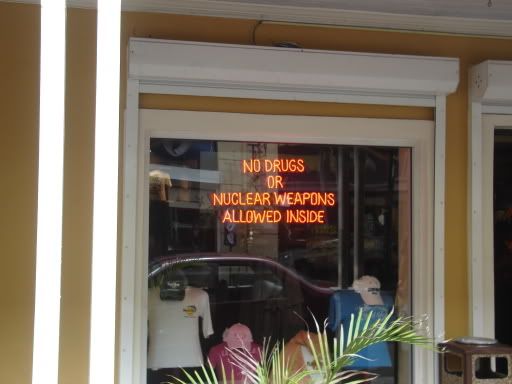 NO DRUGS
OR
NUCLEAR WEAPONS
ALLOWED INSIDE